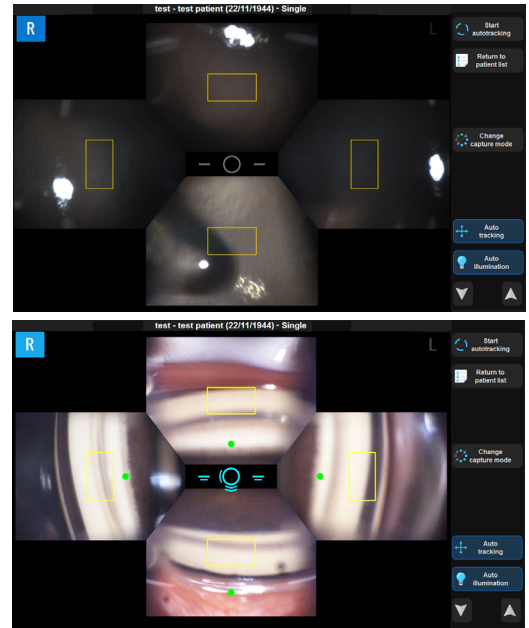 test - test patient (22/11/1944) - Single
R
L
Start
autotracking
Return to
patient list
Change
capture mode
Auto
tracking
Auto
illumination
test - test patient (22/11/1944) - Single
R
L
Start
autotracking
Return to
patient list
Change
capture mode
Auto
tracking
Auto
illumination